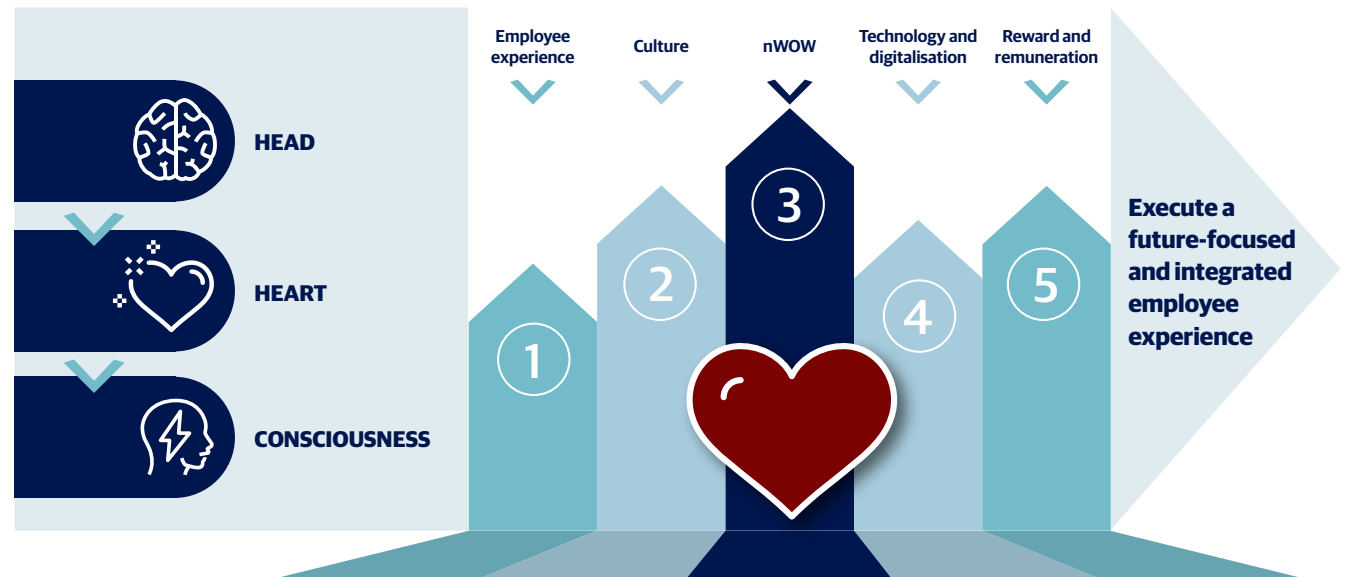 HEAD
HEART
CONSCIOUSNESS
Employee
experience
Culture
nWOW
Technology and
digitalisation
Reward and
remuneration
1
2
3
4
5
Execute a
future-focused
and integrated
employee
experience